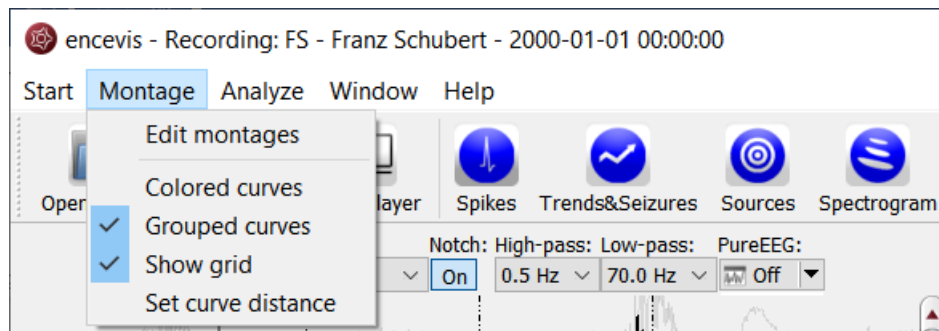 encevis - Recording: FS - Franz Schubert - 2000-01-01 00:00:00
Start Montage Analyze Window Help
Edit montages
Colored curves
Grouped curves
Show grid
Set curve distance
Spikes Trends&Seizures Sources Spectrogram
Notch: High-pass: Low-pass: PureEEG:
On 0.5 Hz 70.0 Hz Off